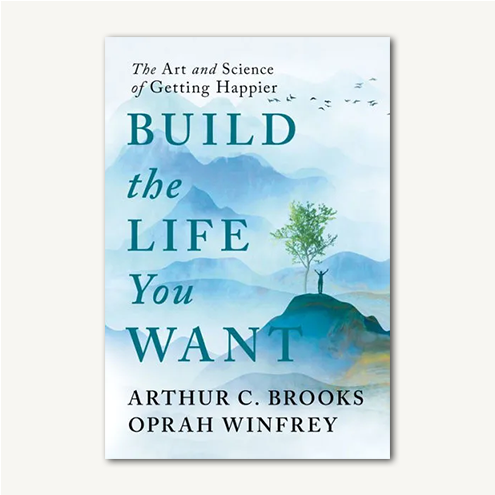 The Art and Science
of Getting Happier
BUILD
the
LIFE
You
WANT
ARTHUR C. BROOKS
OPRAH WINFREY